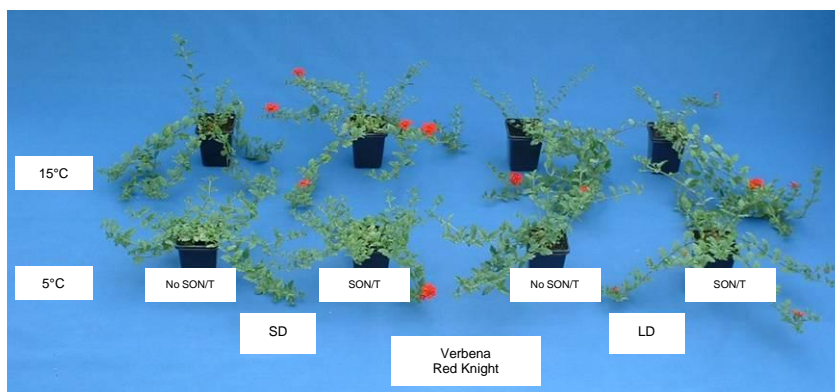 15°C
5°C
No SON/T
SON/T
No SON/T
SON/T
SD
LD
Verbena
Red Knight